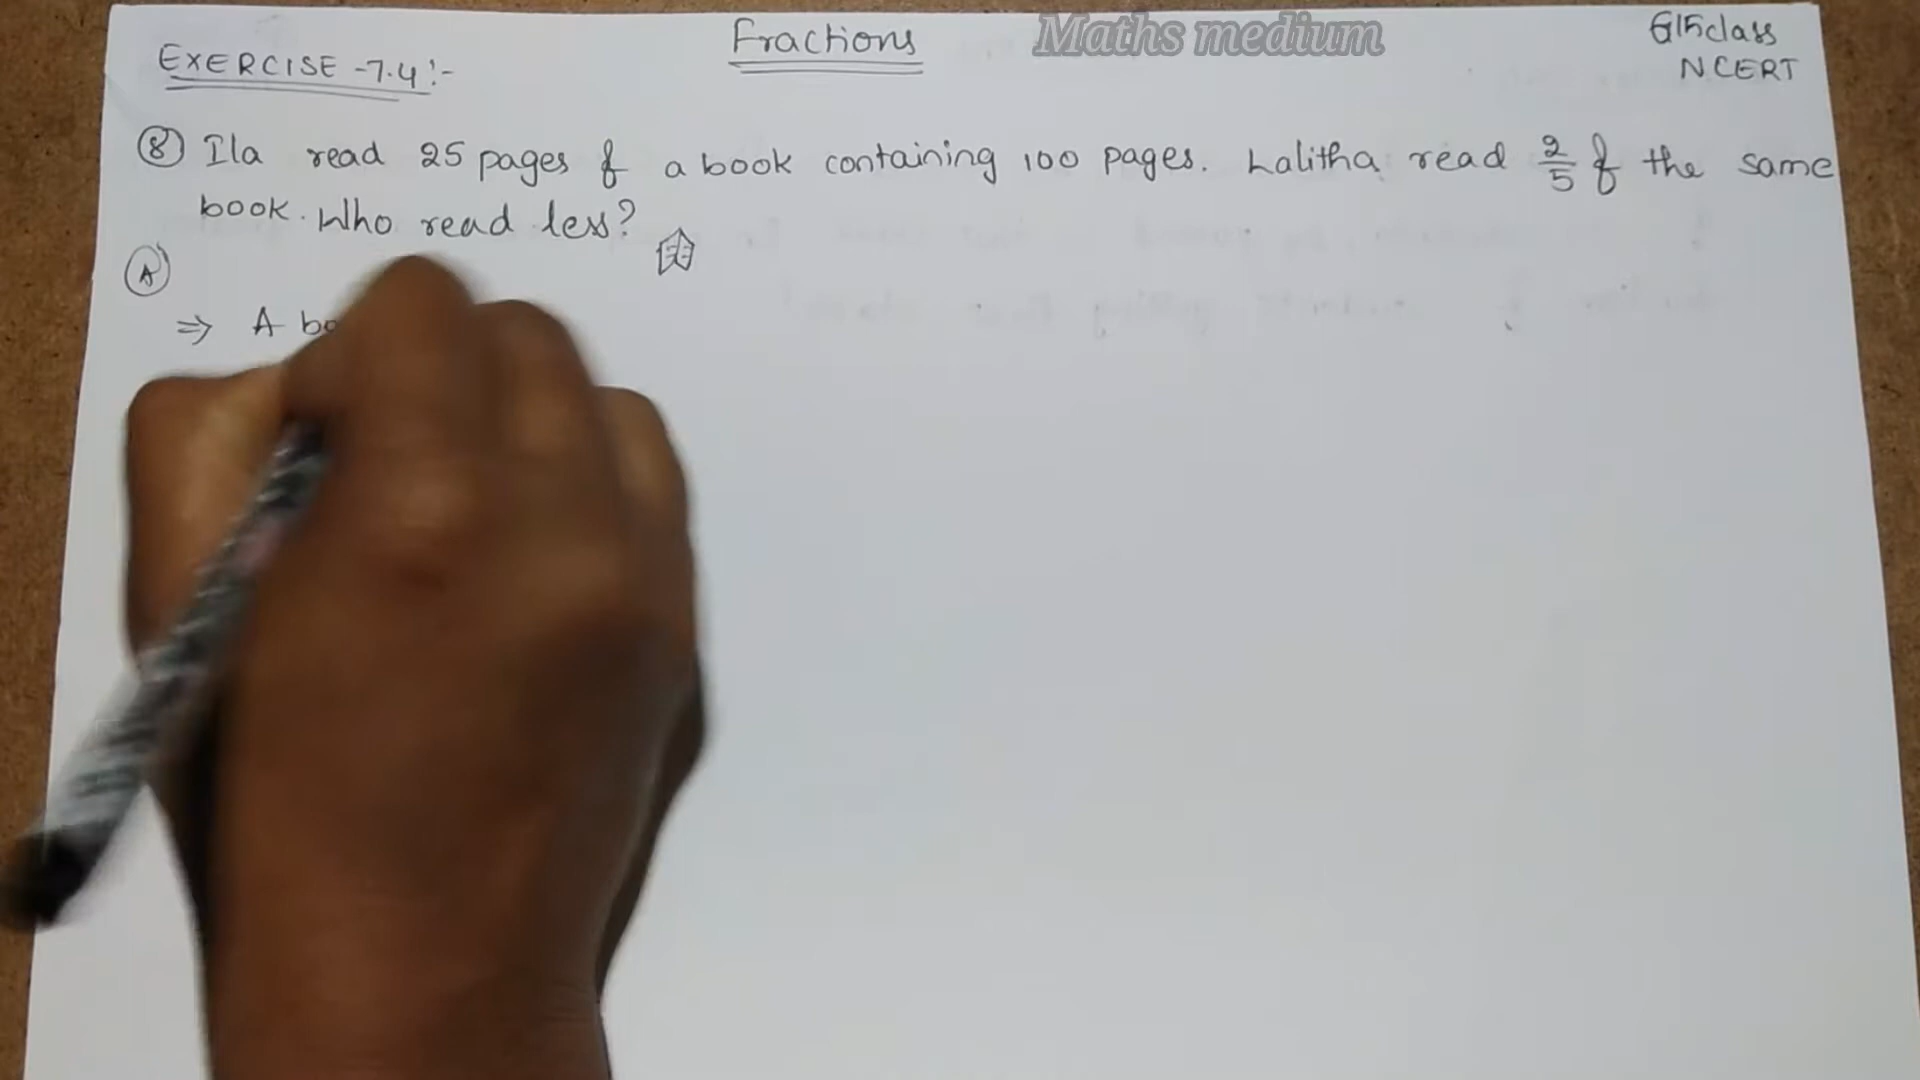 Fractions
Maths medium
6th class
NCERT
EXERCISE -7.4:-
8 Ila read 25 pages of a book containing 100 pages. Lalitha read 2/5 of the same
book. Who read less?
A
⇒ A bo